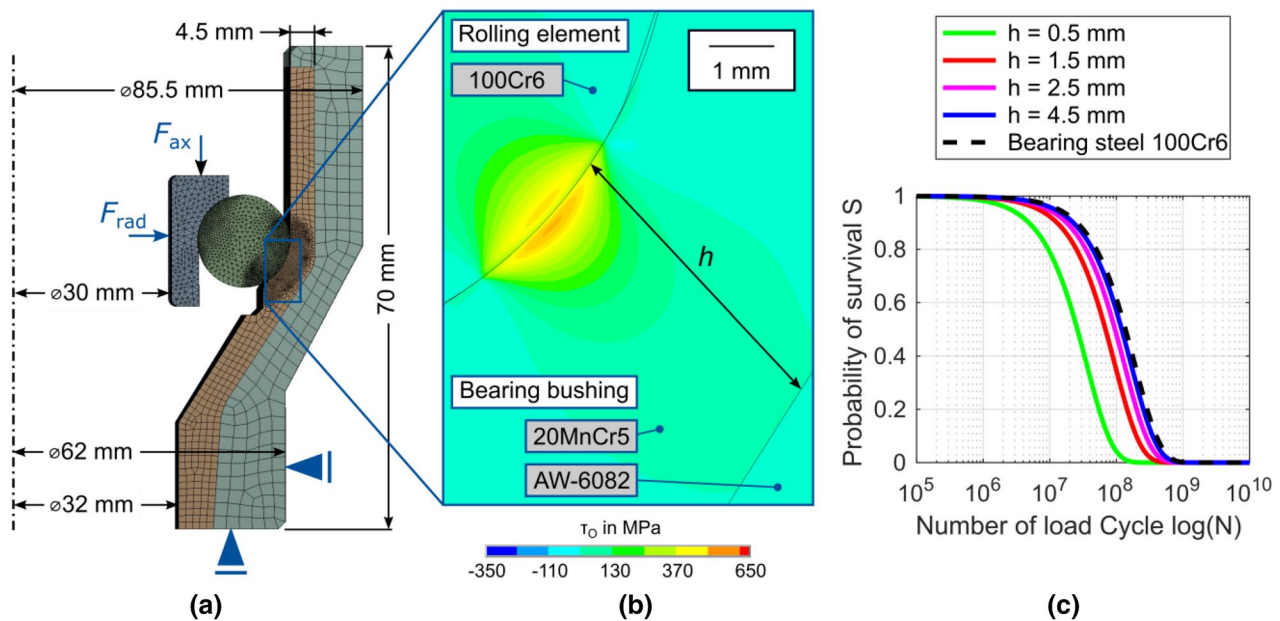 4.5 mm
⌀85.5 mm
Fax
Frad
⌀30 mm
70 mm
⌀62 mm
⌀32 mm
(a)
Rolling element
100Cr6
1 mm
h
Bearing bushing
20MnCr5
AW-6082
τO in MPa
-350 -110 130 370 650
(b)
h = 0.5 mm
h = 1.5 mm
h = 2.5 mm
h = 4.5 mm
Bearing steel 100Cr6
Probability of survival S
1
0.8
0.6
0.4
0.2
0
10^5 10^6 10^7 10^8 10^9 10^10
Number of load Cycle log(N)
(c)